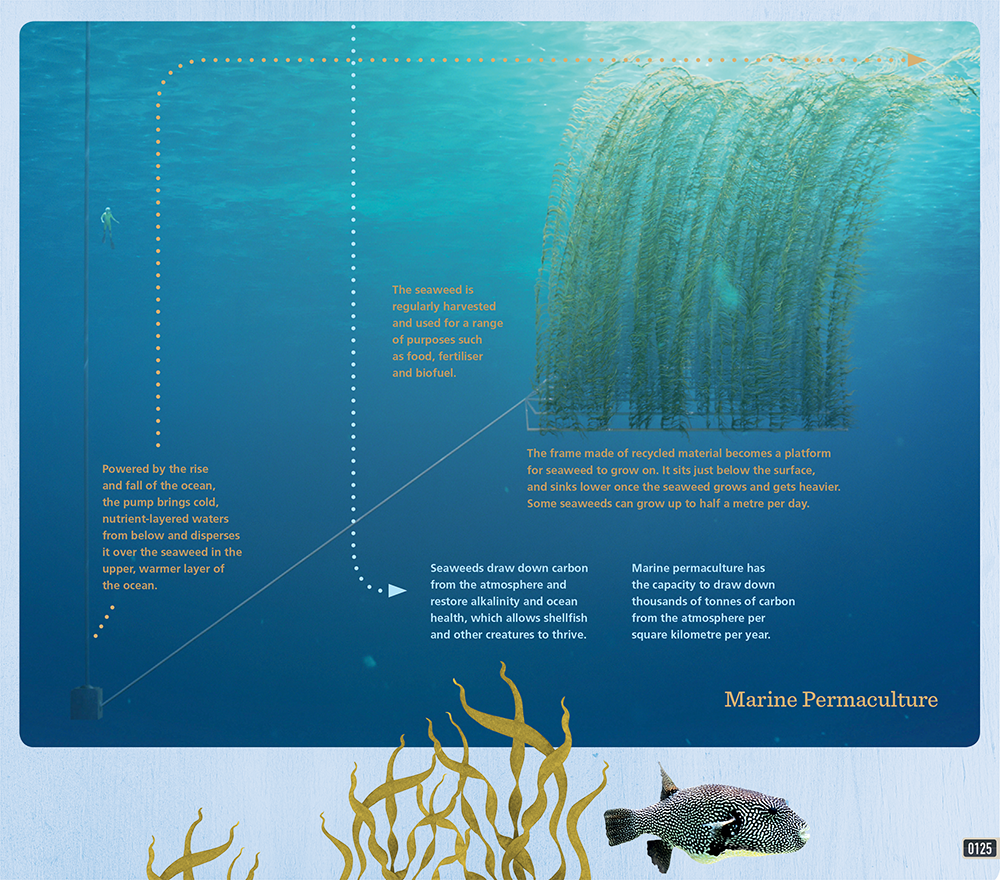 The seaweed is
regularly harvested
and used for a range
of purposes such
as food, fertiliser
and biofuel.
Powered by the rise
and fall of the ocean,
the pump brings cold,
nutrient-layered waters
from below and disperses
it over the seaweed in the
upper, warmer layer of
the ocean.
The frame made of recycled material becomes a platform
for seaweed to grow on. It sits just below the surface,
and sinks lower once the seaweed grows and gets heavier.
Some seaweeds can grow up to half a metre per day.
Seaweeds draw down carbon
from the atmosphere and
restore alkalinity and ocean
health, which allows shellfish
and other creatures to thrive.
Marine permaculture has
the capacity to draw down
thousands of tonnes of carbon
from the atmosphere per
square kilometre per year.
Marine Permaculture
0125